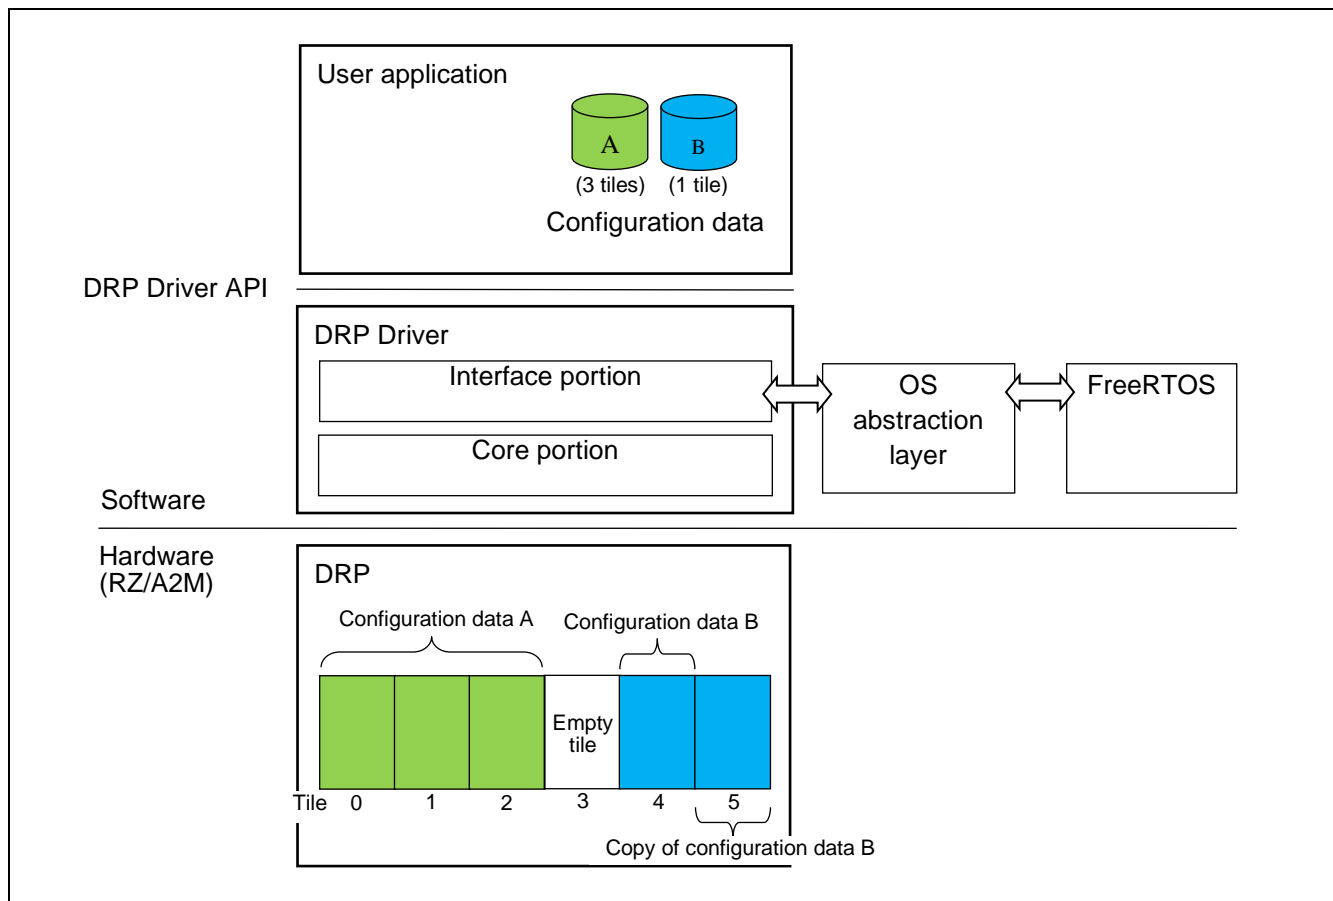 User application
A
B
(3 tiles)
(1 tile)
Configuration data
DRP Driver API
DRP Driver
Interface portion
Core portion
OS
abstraction
layer
FreeRTOS
Software
Hardware
(RZ/A2M)
DRP
Configuration data A
Configuration data B
Empty
tile
Tile 0 1 2 3 4 5
Copy of configuration data B